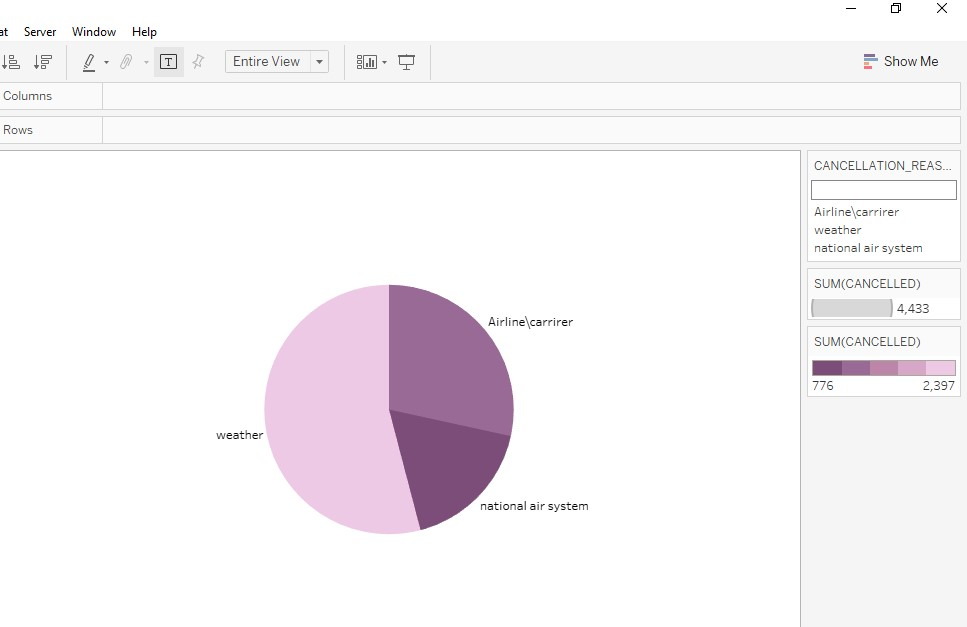 at Server Window Help
T Entire View Show Me
Columns
Rows
CANCELLATION_REAS...
Airline\carrirer
weather
national air system
SUM(CANCELLED)
4,433
SUM(CANCELLED)
776 2,397
Airline\carrirer
weather
national air system